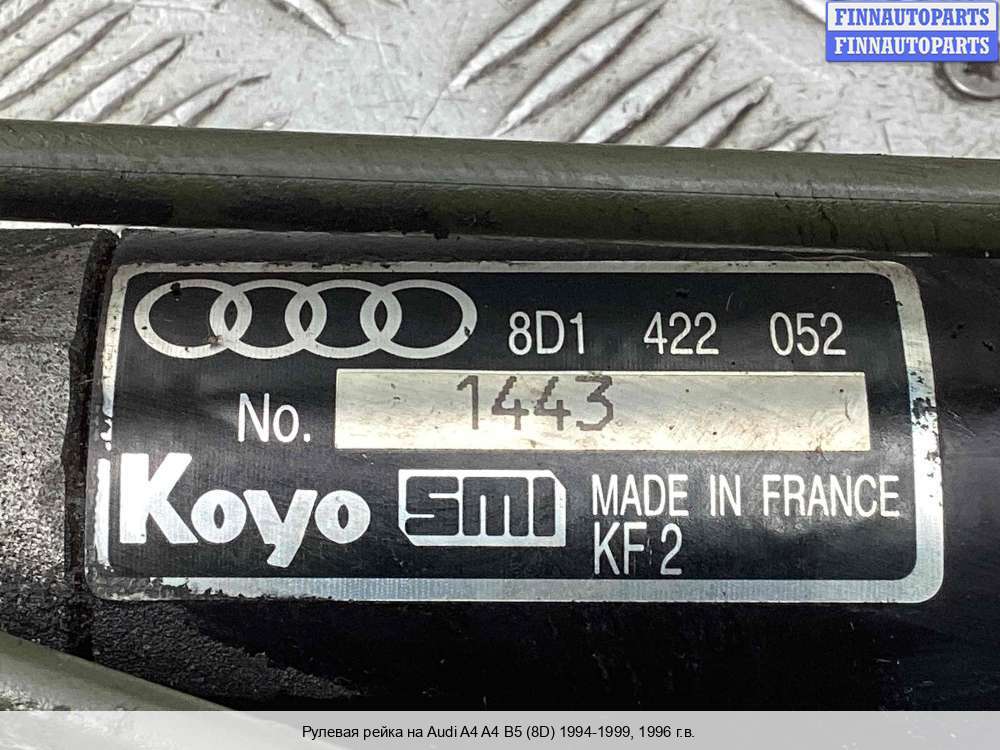 FINNAUTOPARTS
FINNAUTOPARTS
8D1 422 052
No. 1443
Koyo SMI MADE IN FRANCE
KF 2
Рулевая рейка на Audi A4 A4 B5 (8D) 1994-1999, 1996 г.в.